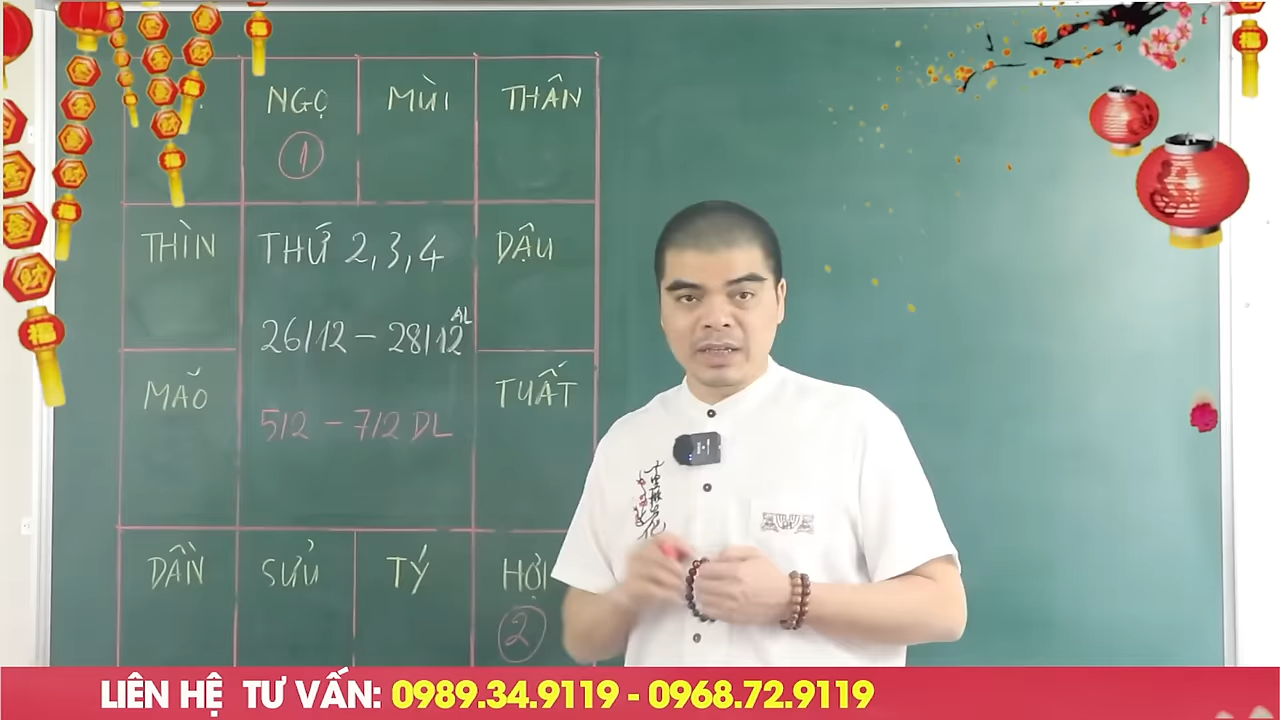 NGỌ
MÙI
THÂN
1
THÌN
THỨ 2,3,4
DẬU
26/12 - 28/12 AL
MÃO
5/2 - 7/2 DL
TUẤT
DẦN
SỬU
TÝ
HỢI
2
LIÊN HỆ TƯ VẤN: 0989.34.9119 - 0968.72.9119